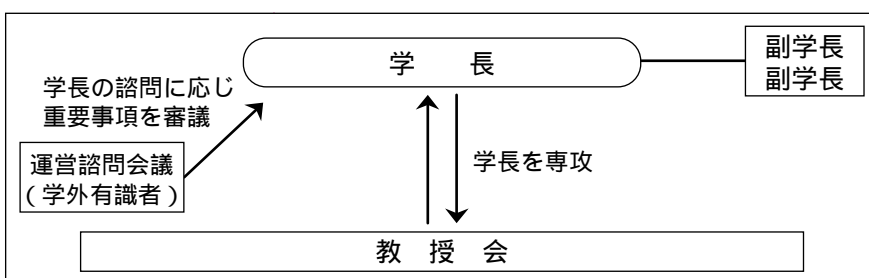 学長
副学長
副学長
学長の諮問に応じ
重要事項を審議
運営諮問会議
(学外有識者)
学長を専攻
教授会